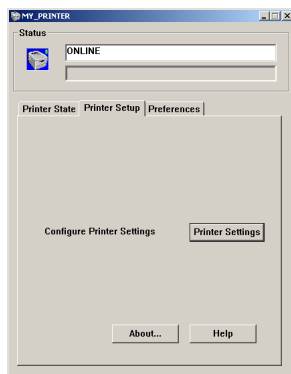 MY_PRINTER
Status
ONLINE
Printer State Printer Setup Preferences
Configure Printer Settings Printer Settings
About... Help